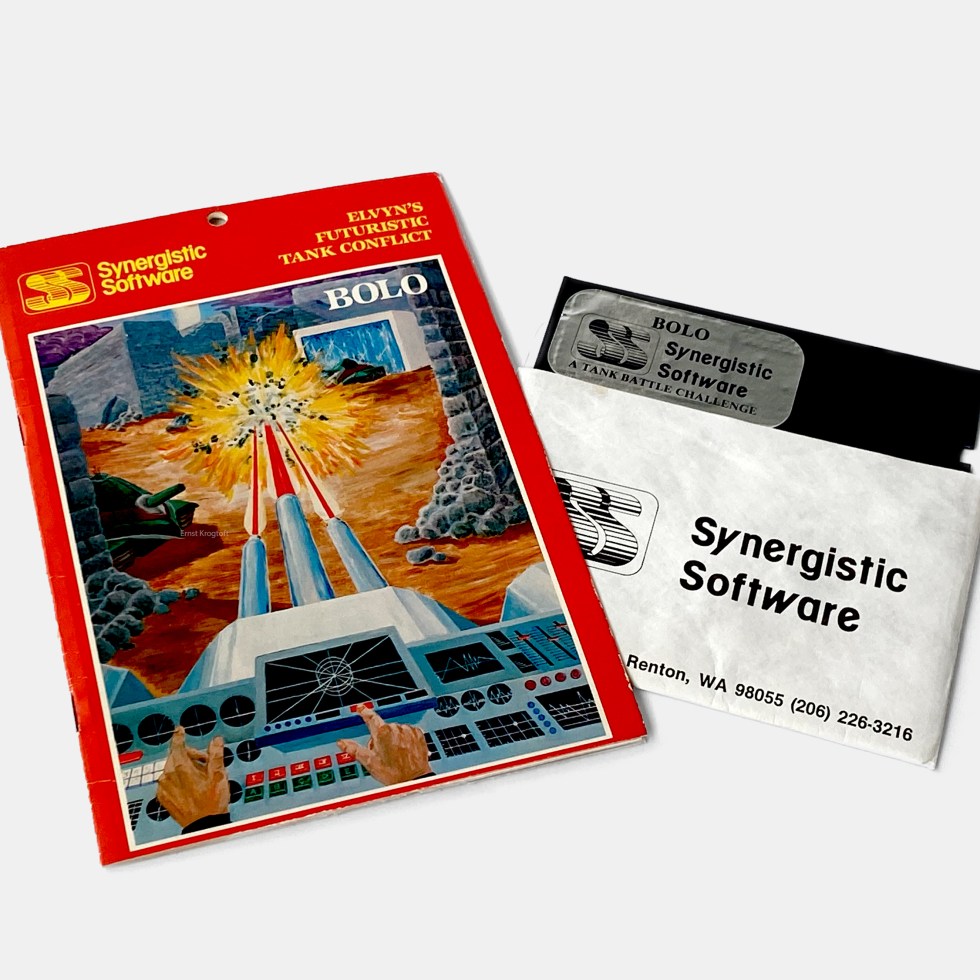 ELVYN'S
FUTURISTIC
TANK CONFLICT
Synergistic
Software
BOLO
Ernst Krogtoft
BOLO
Synergistic
Software
A TANK BATTLE CHALLENGE
Synergistic
Software
Renton, WA 98055 (206) 226-3216